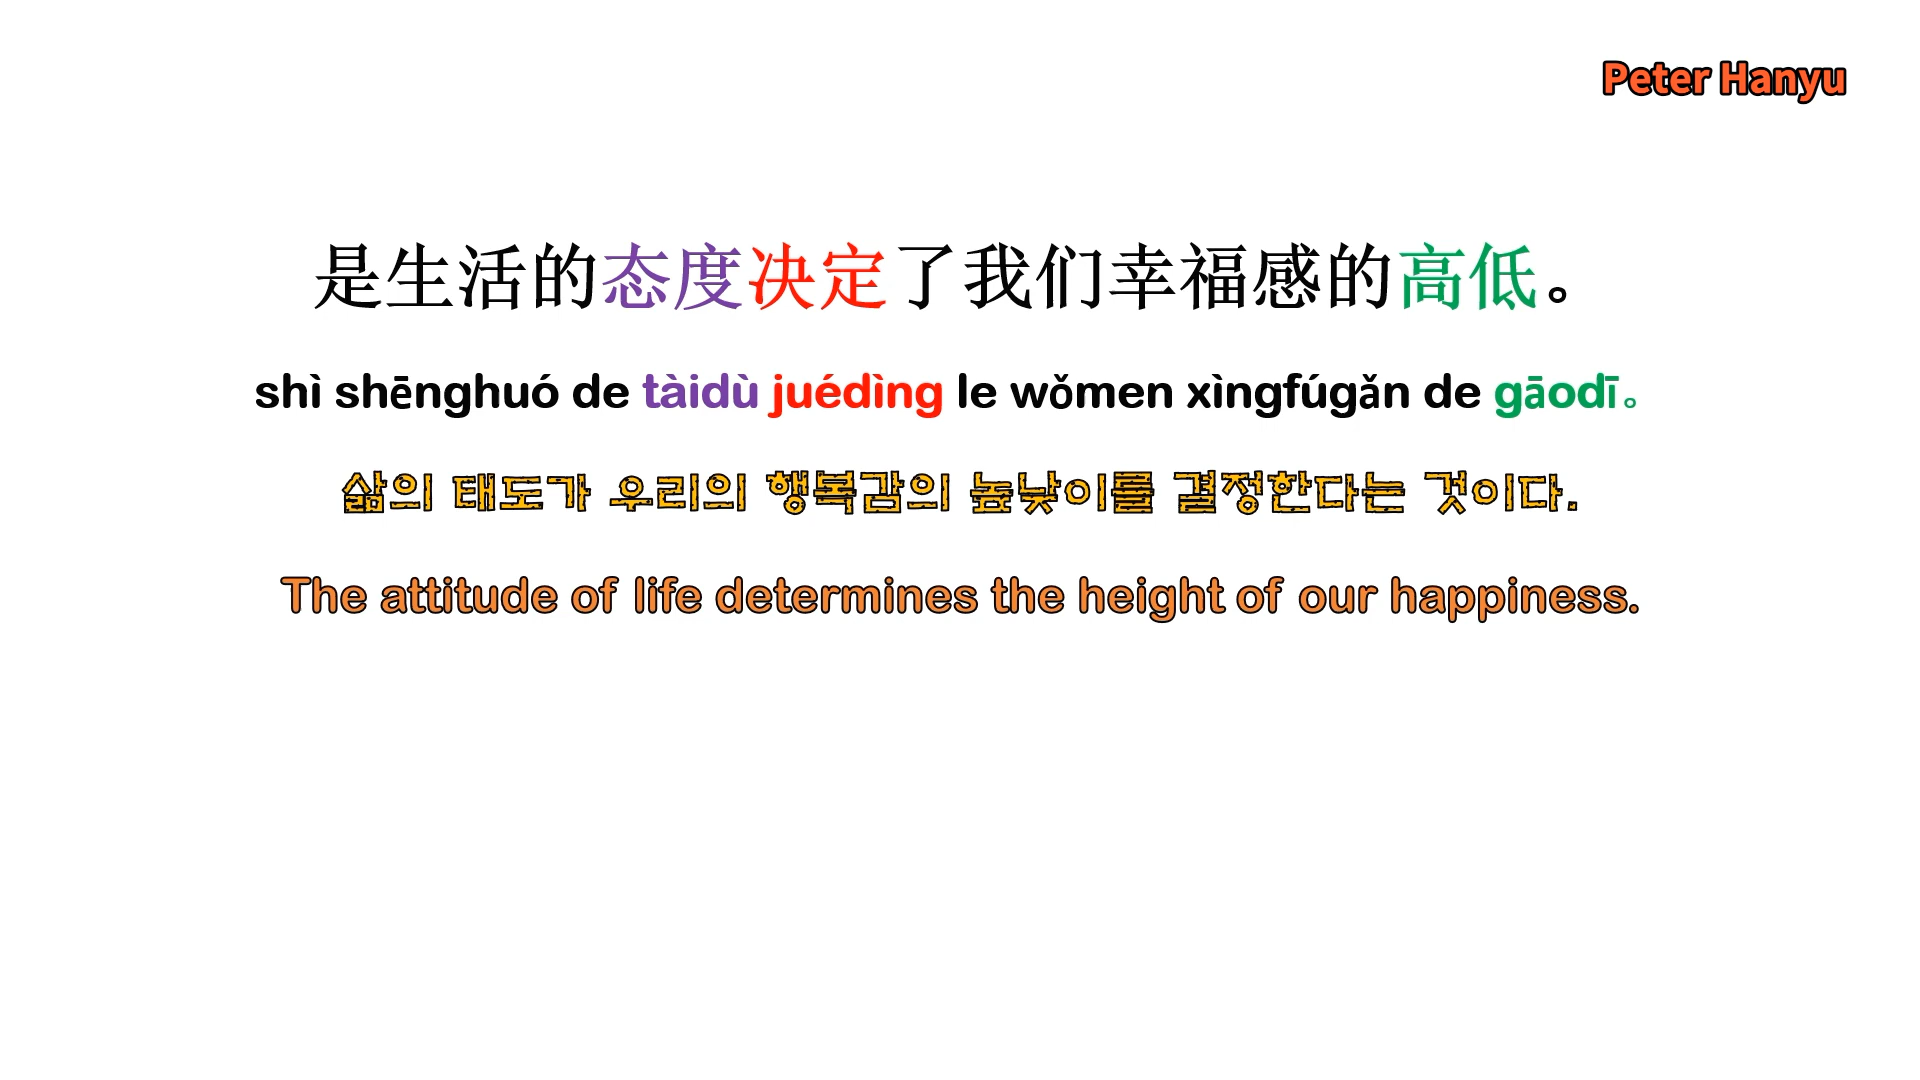 Peter Hanyu
是生活的态度决定了我们幸福感的高低。
shì shēnghuó de tàidù juédìng le wǒmen xìngfúgǎn de gāodī。
삶의 태도가 우리의 행복감의 높낮이를 결정한다는 것이다.
The attitude of life determines the height of our happiness.